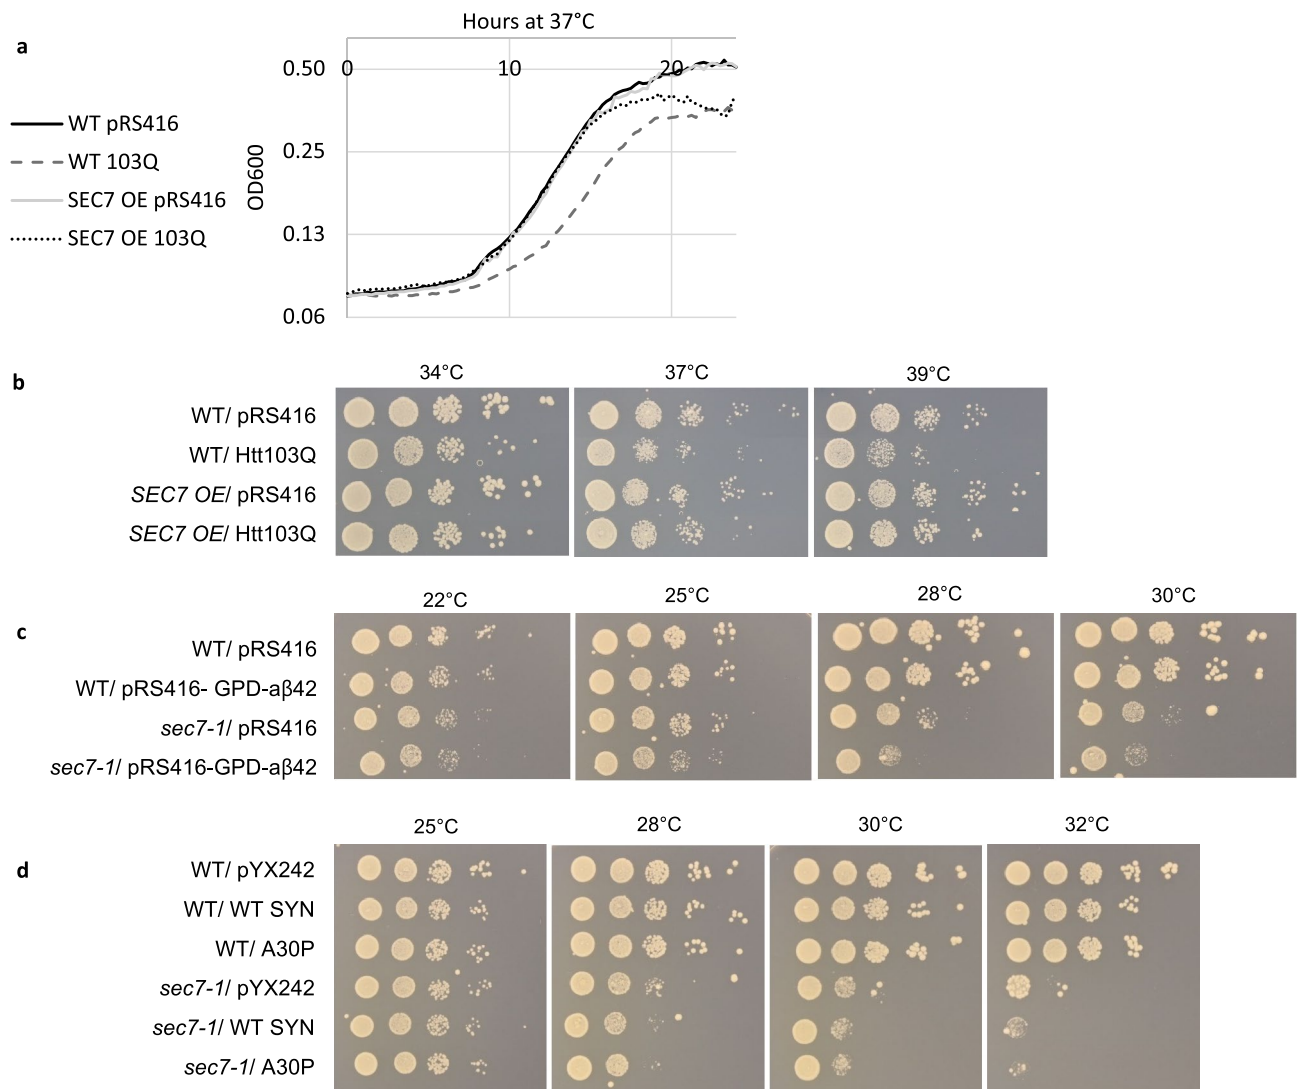 Hours at 37°C
a
0.50
0
10
20
WT pRS416
0.25
WT 103Q
OD600
SEC7 OE pRS416
0.13
SEC7 OE 103Q
0.06
b
34°C
37°C
39°C
WT/ pRS416
WT/ Htt103Q
SEC7 OE/ pRS416
SEC7 OE/ Htt103Q
22°C
25°C
28°C
30°C
c
WT/ pRS416
WT/ pRS416- GPD-aβ42
sec7-1/ pRS416
sec7-1/ pRS416-GPD-aβ42
25°C
28°C
30°C
32°C
d
WT/ pYX242
WT/ WT SYN
WT/ A30P
sec7-1/ pYX242
sec7-1/ WT SYN
sec7-1/ A30P